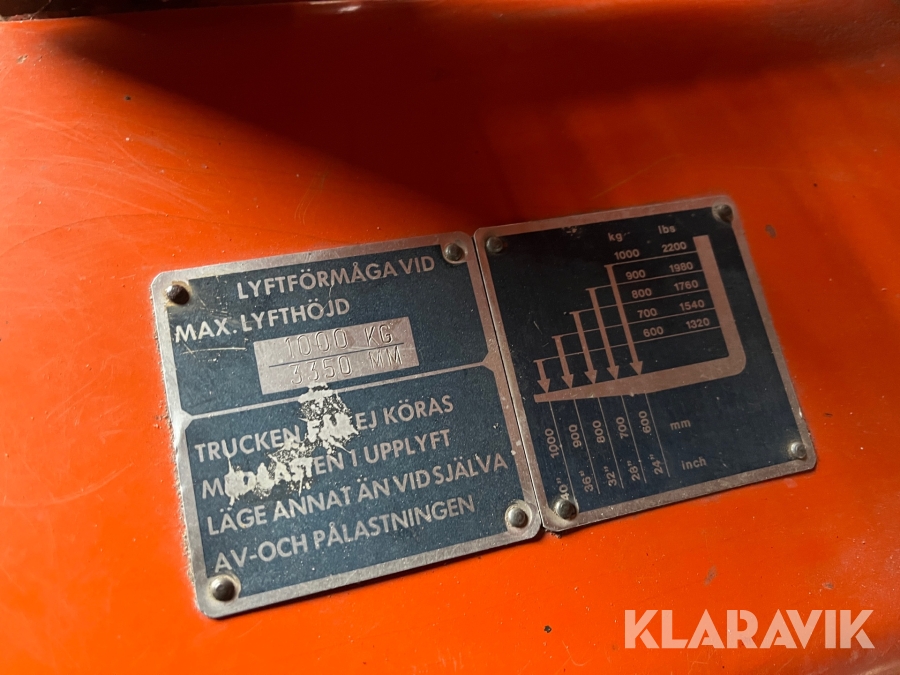 LYFTFÖRMÅGA VID
MAX. LYFTHÖJD
1000 KG
3350 MM
TRUCKEN EJ KÖRAS
LASTEN I UPPLYFT
LÄGE ANNAT ÄN VID SJÄLVA
AV-OCH PÅLASTNINGEN
kg lbs
1000 2200
900 1980
800 1760
700 1540
600 1320
1000 900 800 700 600 mm
40" 36" 32" 28" 24" inch
KLARAVIK